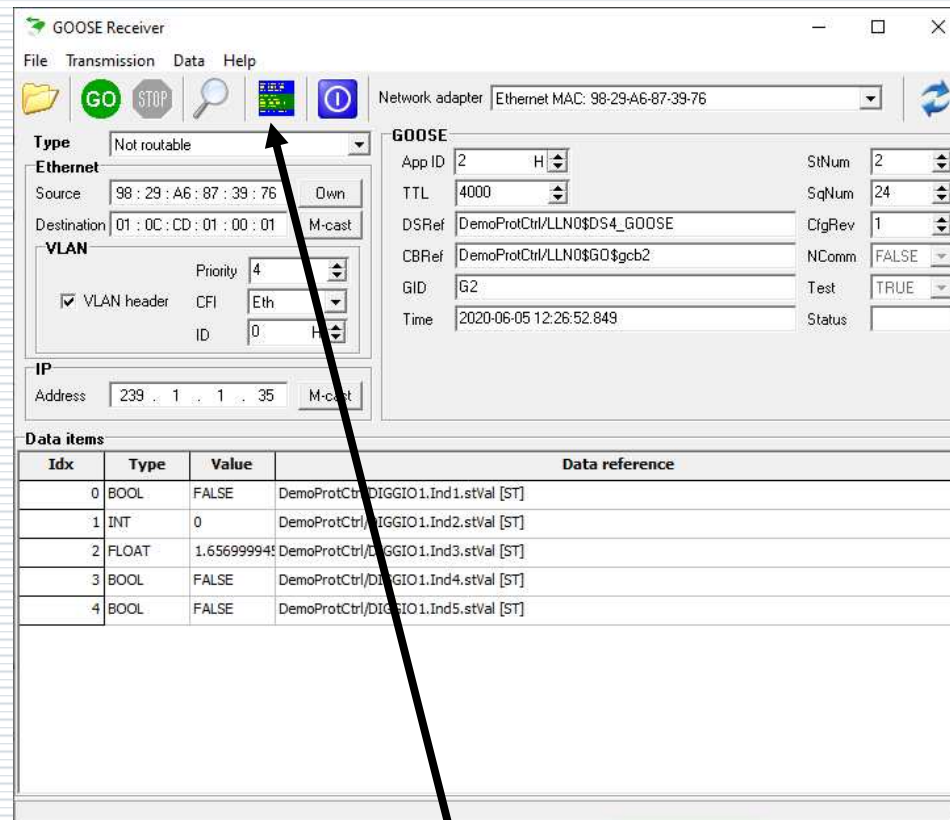 GOOSE Receiver
File Transmission Data Help
GO STOP Network adapter Ethernet MAC: 98-29-A6-87-39-76
Type Not routable
Ethernet
Source 98 : 29 : A6 : 87 : 39 : 76 Own
Destination 01 : 0C : CD : 01 : 00 : 01 M-cast
VLAN
Priority 4
VLAN header CFI Eth
ID 0 H
IP
Address 239 . 1 . 1 . 35 M-cast
GOOSE
App ID 2 H StNum 2
TTL 4000 SqNum 24
DSRef DemoProtCtrl/LLN0$DS4_GOOSE CfgRev 1
CBRef DemoProtCtrl/LLN0$GO$gcb2 NComm FALSE
GID G2 Test TRUE
Time 2020-06-05 12:26:52.849 Status
Data items
Idx Type Value Data reference
0 BOOL FALSE DemoProtCtrl/DIGGIO1.Ind1.stVal [ST]
1 INT 0 DemoProtCtrl/DIGGIO1.Ind2.stVal [ST]
2 FLOAT 1.656999945 DemoProtCtrl/DIGGIO1.Ind3.stVal [ST]
3 BOOL FALSE DemoProtCtrl/DIGGIO1.Ind4.stVal [ST]
4 BOOL FALSE DemoProtCtrl/DIGGIO1.Ind5.stVal [ST]